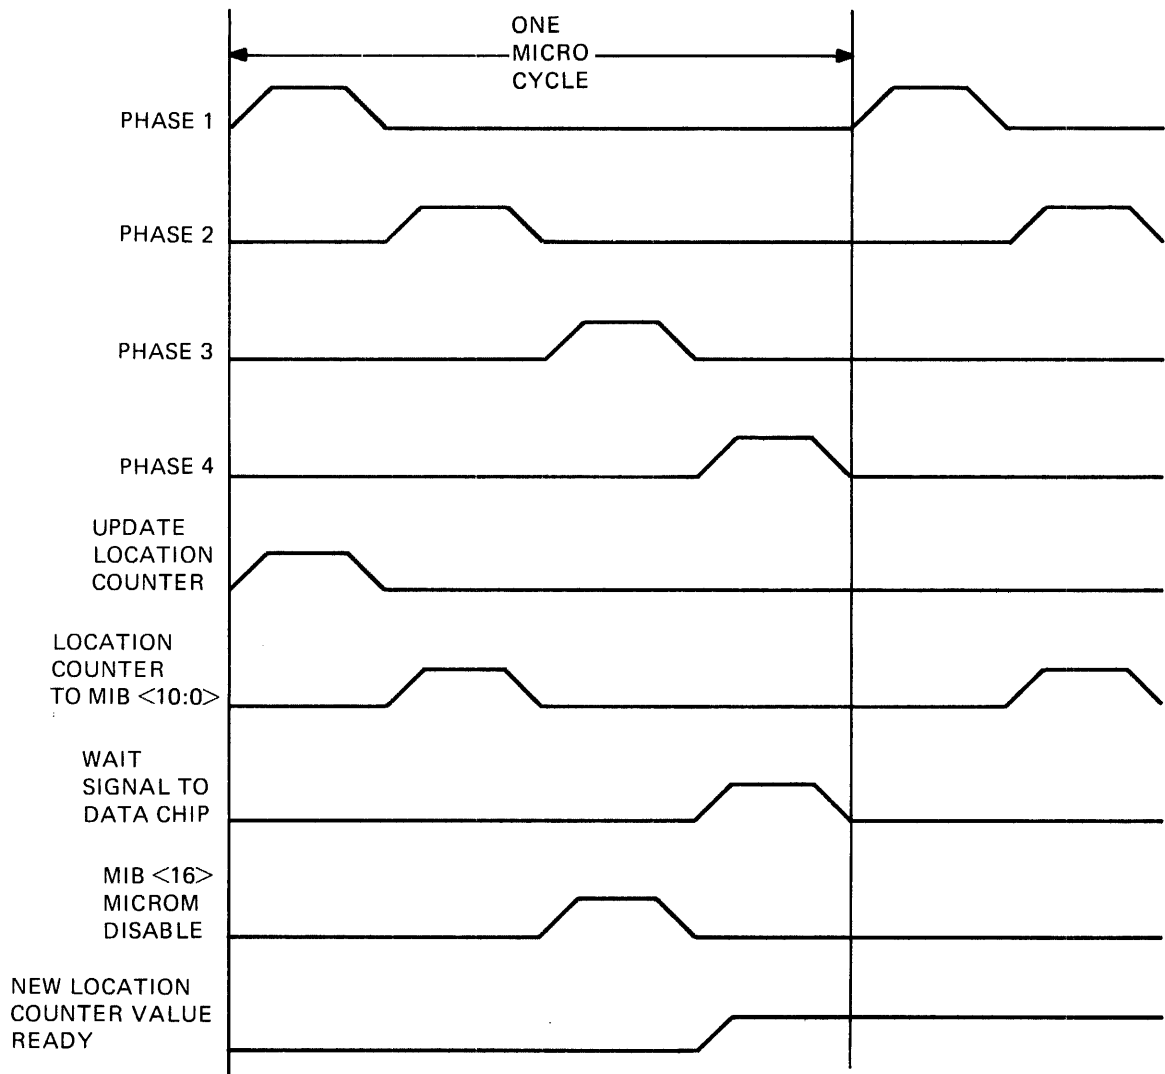 ONE
MICRO
CYCLE
PHASE 1
PHASE 2
PHASE 3
PHASE 4
UPDATE
LOCATION
COUNTER
LOCATION
COUNTER
TO MIB <10:0>
WAIT
SIGNAL TO
DATA CHIP
MIB <16>
MICROM
DISABLE
NEW LOCATION
COUNTER VALUE
READY